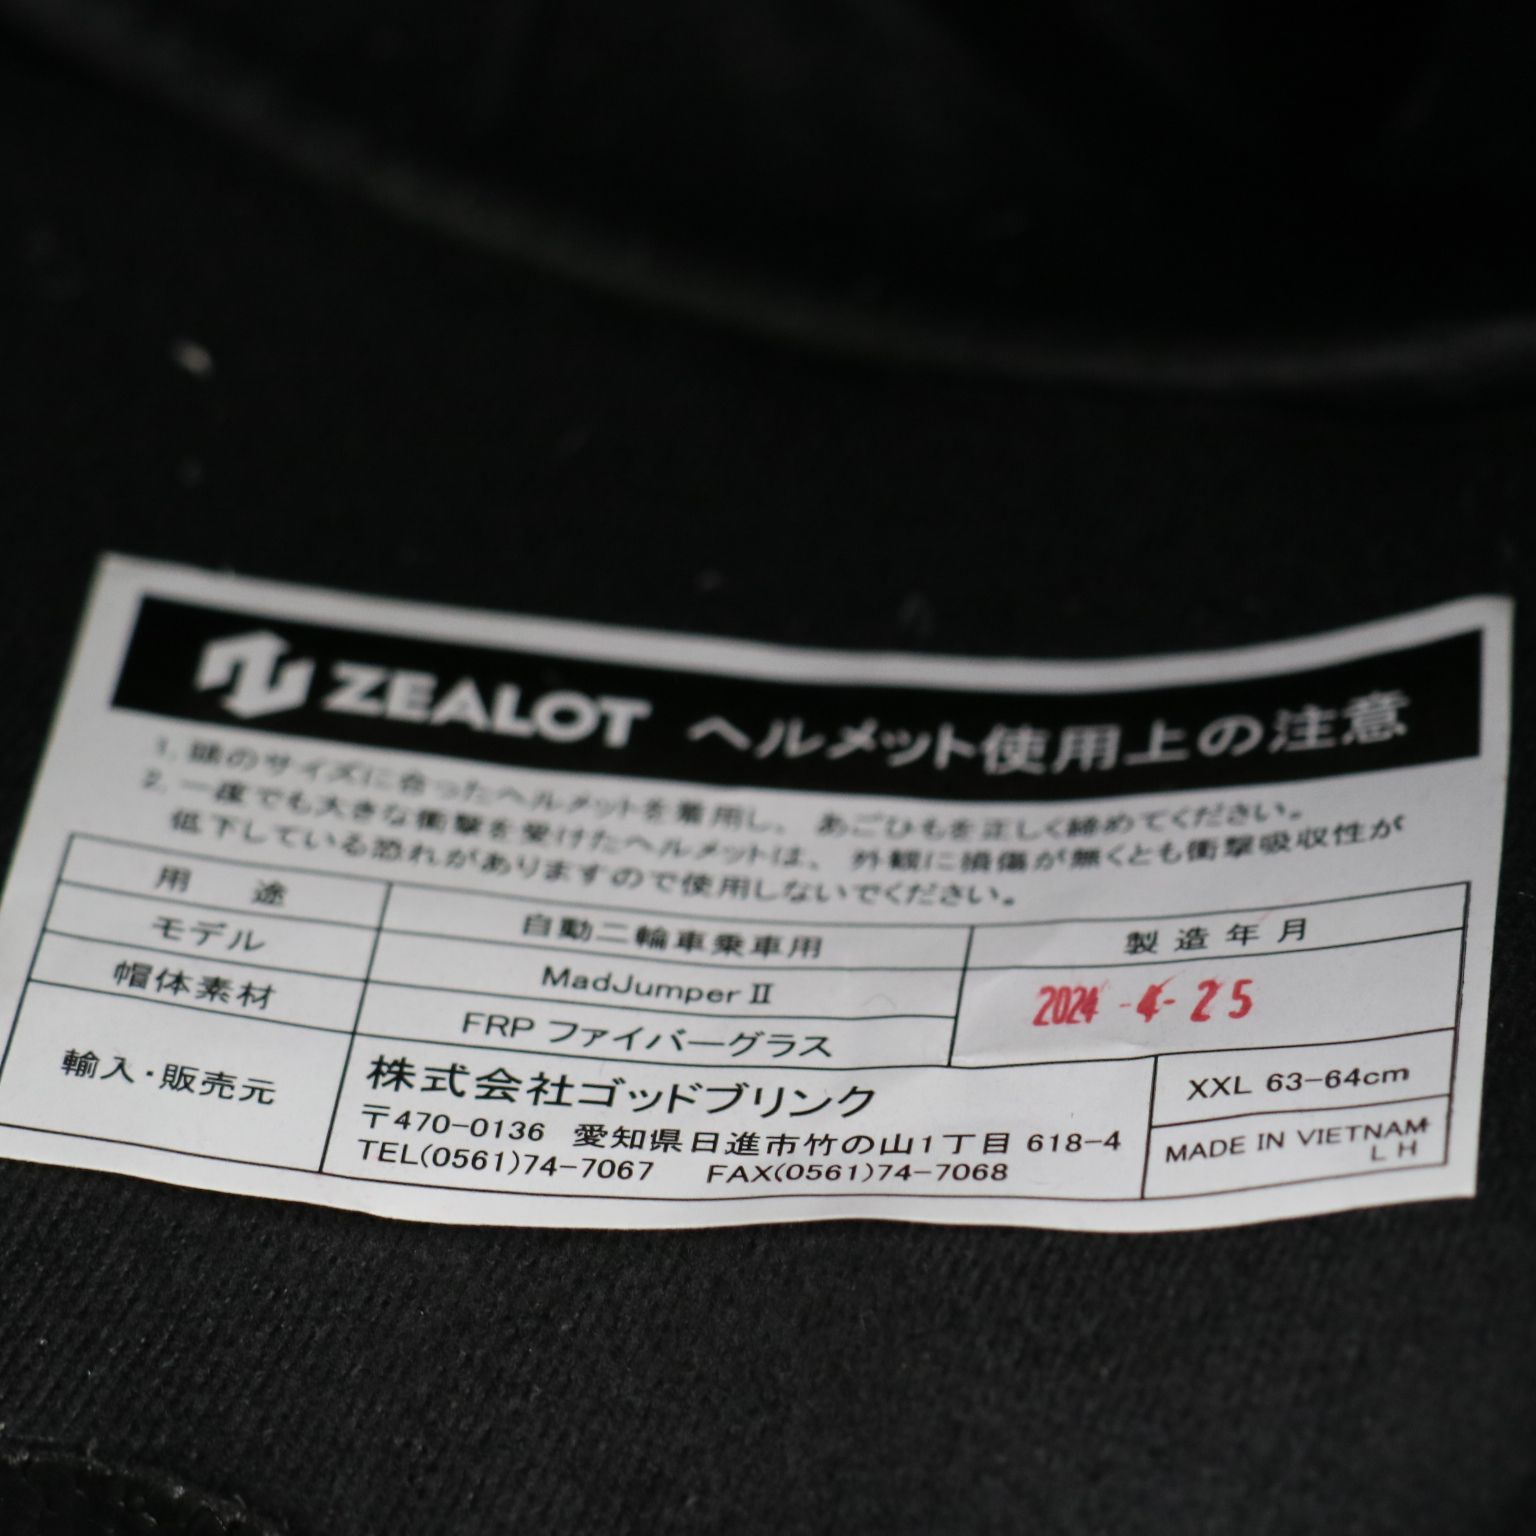 ZEALOT ヘルメット使用上の注意
1. 頭のサイズに合ったヘルメットを着用し、 あごひもを正しく締めてください。
2. 一度でも大きな衝撃を受けたヘルメットは、 外観に損傷が無くとも衝撃吸収性が
低下している恐れがありますので使用しないでください。
用 途 自動二輪車乗車用 製造年月
モデル MadJumper Ⅱ 2024 -4- 25
帽体素材 FRP ファイバーグラス
輸入・販売元 株式会社ゴッドブリンク XXL 63-64cm
〒470-0136 愛知県日進市竹の山1丁目 618-4
TEL(0561)74-7067 FAX(0561)74-7068
MADE IN VIETNAM
L H